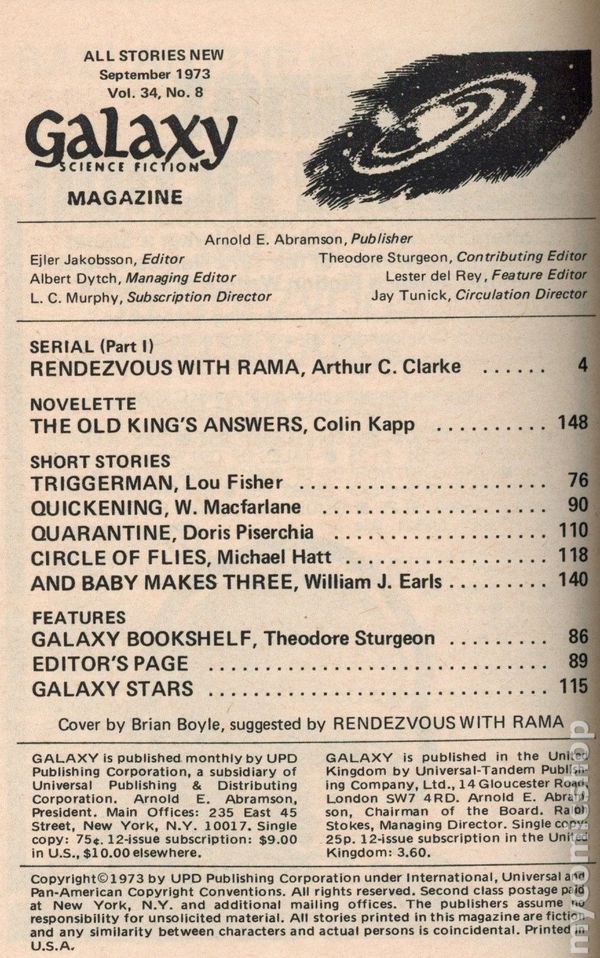 ALL STORIES NEW
September 1973
Vol. 34, No. 8
Galaxy
SCIENCE FICTION
MAGAZINE
Arnold E. Abramson, Publisher
Ejler Jakobsson, Editor
Theodore Sturgeon, Contributing Editor
Albert Dytch, Managing Editor
Lester del Rey, Feature Editor
L. C. Murphy, Subscription Director
Jay Tunick, Circulation Director
SERIAL (Part I)
RENDEZVOUS WITH RAMA, Arthur C. Clarke ...... 4
NOVELETTE
THE OLD KING'S ANSWERS, Colin Kapp .......... 148
SHORT STORIES
TRIGGERMAN, Lou Fisher ...................... 76
QUICKENING, W. Macfarlane .................... 90
QUARANTINE, Doris Piserchia ................... 110
CIRCLE OF FLIES, Michael Hatt .................. 118
AND BABY MAKES THREE, William J. Earls ......... 140
FEATURES
GALAXY BOOKSHELF, Theodore Sturgeon ......... 86
EDITOR'S PAGE .............................. 89
GALAXY STARS .............................. 115
Cover by Brian Boyle, suggested by RENDEZVOUS WITH RAMA
GALAXY is published monthly by UPD
Publishing Corporation, a subsidiary of
Universal Publishing & Distributing
Corporation. Arnold E. Abramson,
President. Main Offices: 235 East 45
Street, New York, N.Y. 10017. Single
copy: 75¢. 12-issue subscription: $9.00
in U.S., $10.00 elsewhere.
GALAXY is published in the United
Kingdom by Universal-Tandem Publish-
ing Company, Ltd., 14 Gloucester Road,
London SW7 4RD. Arnold E. Abram-
son, Chairman of the Board. Ralph
Stokes, Managing Director. Single copy:
25p. 12-issue subscription in the United
Kingdom: 3.60.
Copyright©1973 by UPD Publishing Corporation under International, Universal and
Pan-American Copyright Conventions. All rights reserved. Second class postage paid
at New York, N.Y. and additional mailing offices. The publishers assume no
responsibility for unsolicited material. All stories printed in this magazine are fiction
and any similarity between characters and actual persons is coincidental. Printed in
U.S.A.
mycomicshop